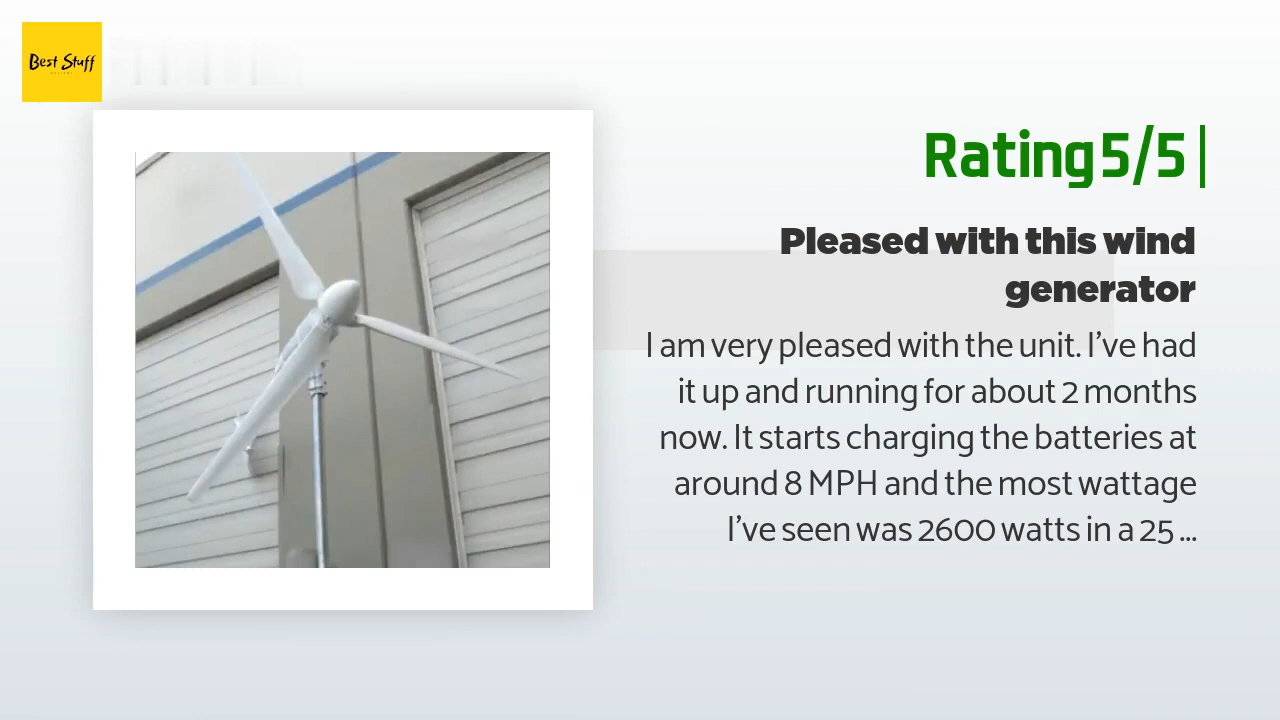 Best Stuff
Rating 5/5
Pleased with this wind
generator
I am very pleased with the unit. I've had
it up and running for about 2 months
now. It starts charging the batteries at
around 8 MPH and the most wattage
I've seen was 2600 watts in a 25 ...